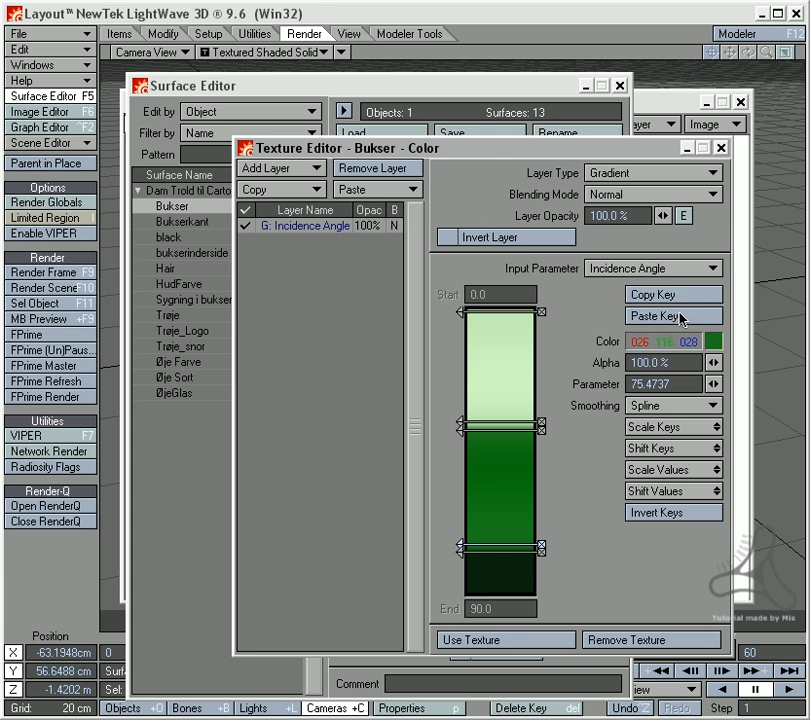 Layout™ NewTek LightWave 3D ® 9.6 (Win32)
File
Items Modify Setup Utilities Render View Modeler Tools
Modeler F12
Edit
Camera View
Textured Shaded Solid
Windows
Help
Surface Editor F5
Image Editor F6
Graph Editor ^F2
Scene Editor
Parent in Place
Options
Render Globals
Limited Region l
Enable VIPER
Render
Render Frame F9
Render Scene F10
Sel Object F11
MB Preview +F9
FPrime
FPrime (Un)Paus...
FPrime Master
FPrime Refresh
FPrime Render
Utilities
VIPER F7
Network Render
Radiosity Flags
Render-Q
Open RenderQ
Close RenderQ
Surface Editor
Edit by Object
Objects: 1 Surfaces: 13
Filter by Name
Load... Save... Rename...
Image
Pattern
Surface Name
Dam Trold til Carto
Bukser
Bukserkant
black
bukserinderside
Hair
HudFarve
Sygning i bukser
Trøje
Trøje_Logo
Trøje_snor
Øje Farve
Øje Sort
ØjeGlas
Texture Editor - Bukser - Color
Add Layer Remove Layer
Copy Paste
Layer Name Opac B
G: Incidence Angle 100% N
Layer Type Gradient
Blending Mode Normal
Layer Opacity 100.0 % E
Invert Layer
Input Parameter Incidence Angle
Start 0.0
Copy Key
Paste Key
Color 026 116 028
Alpha 100.0 %
Parameter 75.4737
Smoothing Spline
Scale Keys
Shift Keys
Scale Values
Shift Values
Invert Keys
End 90.0
Use Texture Remove Texture
Tutorial made by Mis
Comment
Position
X -63.1948cm 0
60
Y 56.6488 cm
Z -1.4202 m Sel:
Grid: 20 cm
Objects +O Bones +B Lights +L Cameras +C Properties p Delete Key del Undo ^Z Redo Step 1